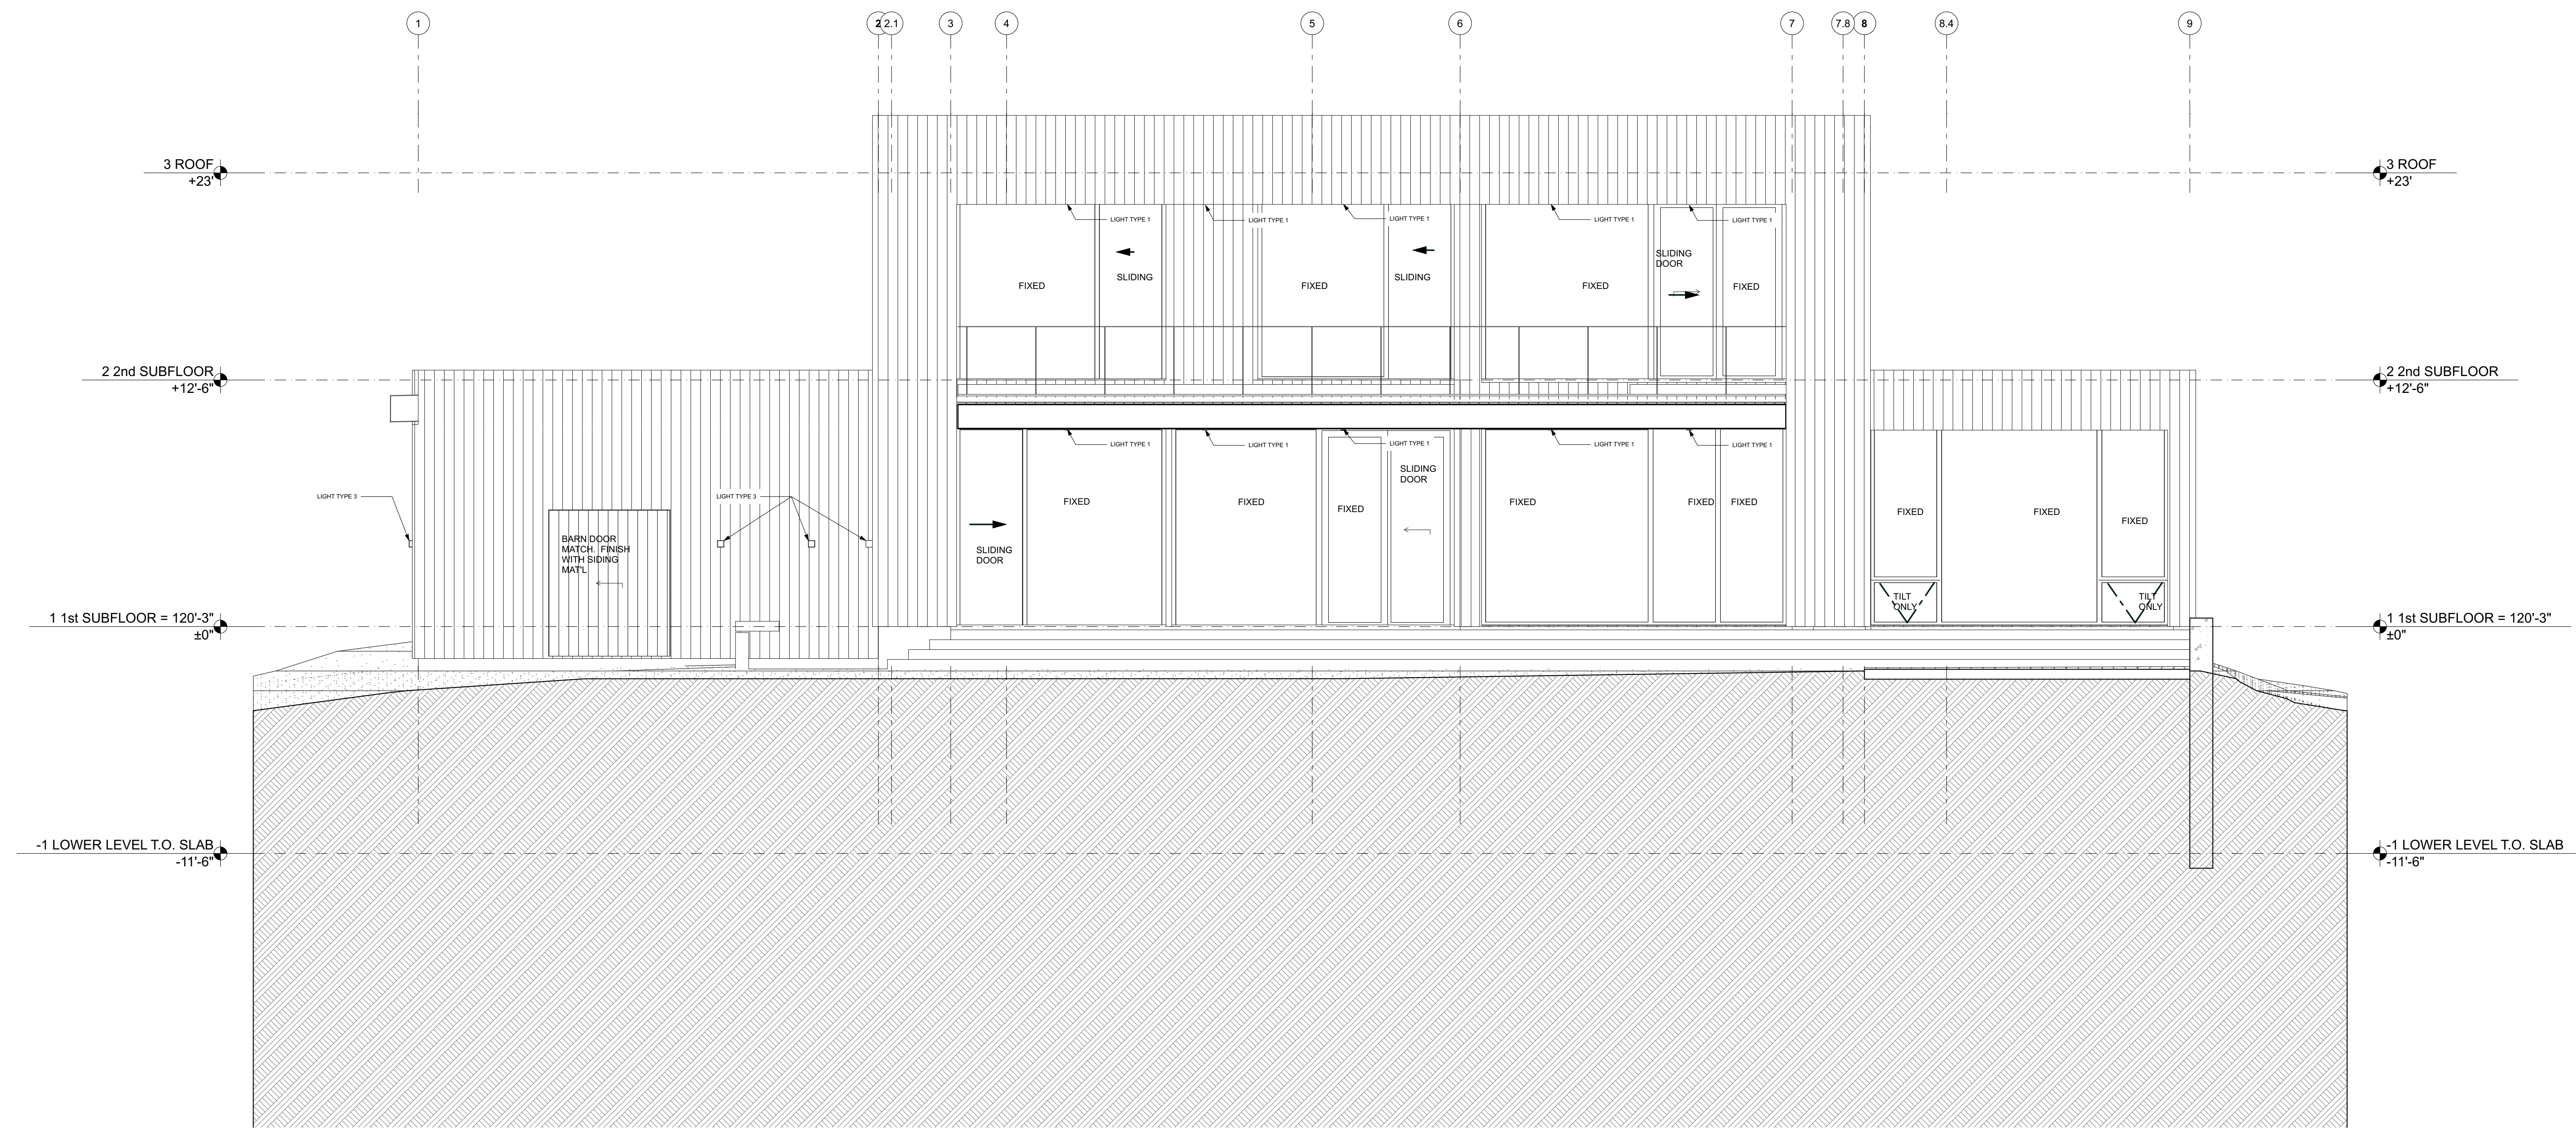 1 2 2.1 3 4 5 6 7 7.8 8 8.4 9
3 ROOF
+23'
3 ROOF
+23'
LIGHT TYPE 1
LIGHT TYPE 1
LIGHT TYPE 1
LIGHT TYPE 1
LIGHT TYPE 1
SLIDING
DOOR
SLIDING
SLIDING
FIXED
FIXED
FIXED
FIXED
2 2nd SUBFLOOR
+12'-6"
2 2nd SUBFLOOR
+12'-6"
LIGHT TYPE 1
LIGHT TYPE 1
LIGHT TYPE 1
LIGHT TYPE 1
LIGHT TYPE 1
SLIDING
DOOR
LIGHT TYPE 3
LIGHT TYPE 3
FIXED
FIXED
FIXED
FIXED
FIXED
FIXED
FIXED
FIXED
FIXED
BARN DOOR
MATCH. FINISH
WITH SIDING
MAT'L
SLIDING
DOOR
TILT
ONLY
TILT
ONLY
1 1st SUBFLOOR = 120'-3"
±0"
1 1st SUBFLOOR = 120'-3"
±0"
-1 LOWER LEVEL T.O. SLAB
-11'-6"
-1 LOWER LEVEL T.O. SLAB
-11'-6"